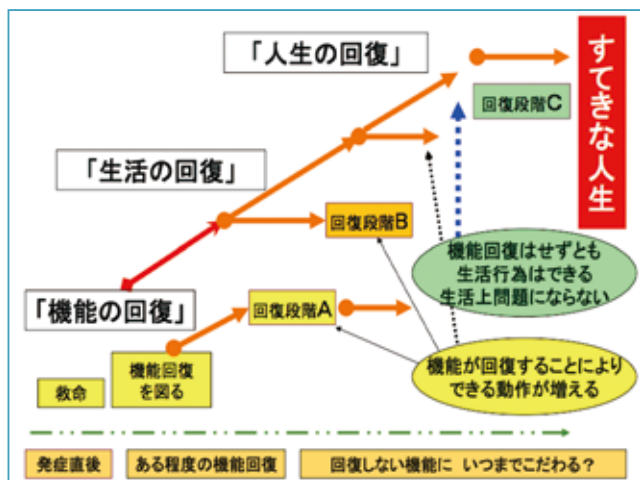 「人生の回復」
すてきな人生
回復段階C
「生活の回復」
回復段階B
機能回復はせずとも
生活行為はできる
生活上問題にならない
「機能の回復」
回復段階A
機能が回復することにより
できる動作が増える
機能回復
を図る
救命
発症直後
ある程度の機能回復
回復しない機能に いつまでこだわる？